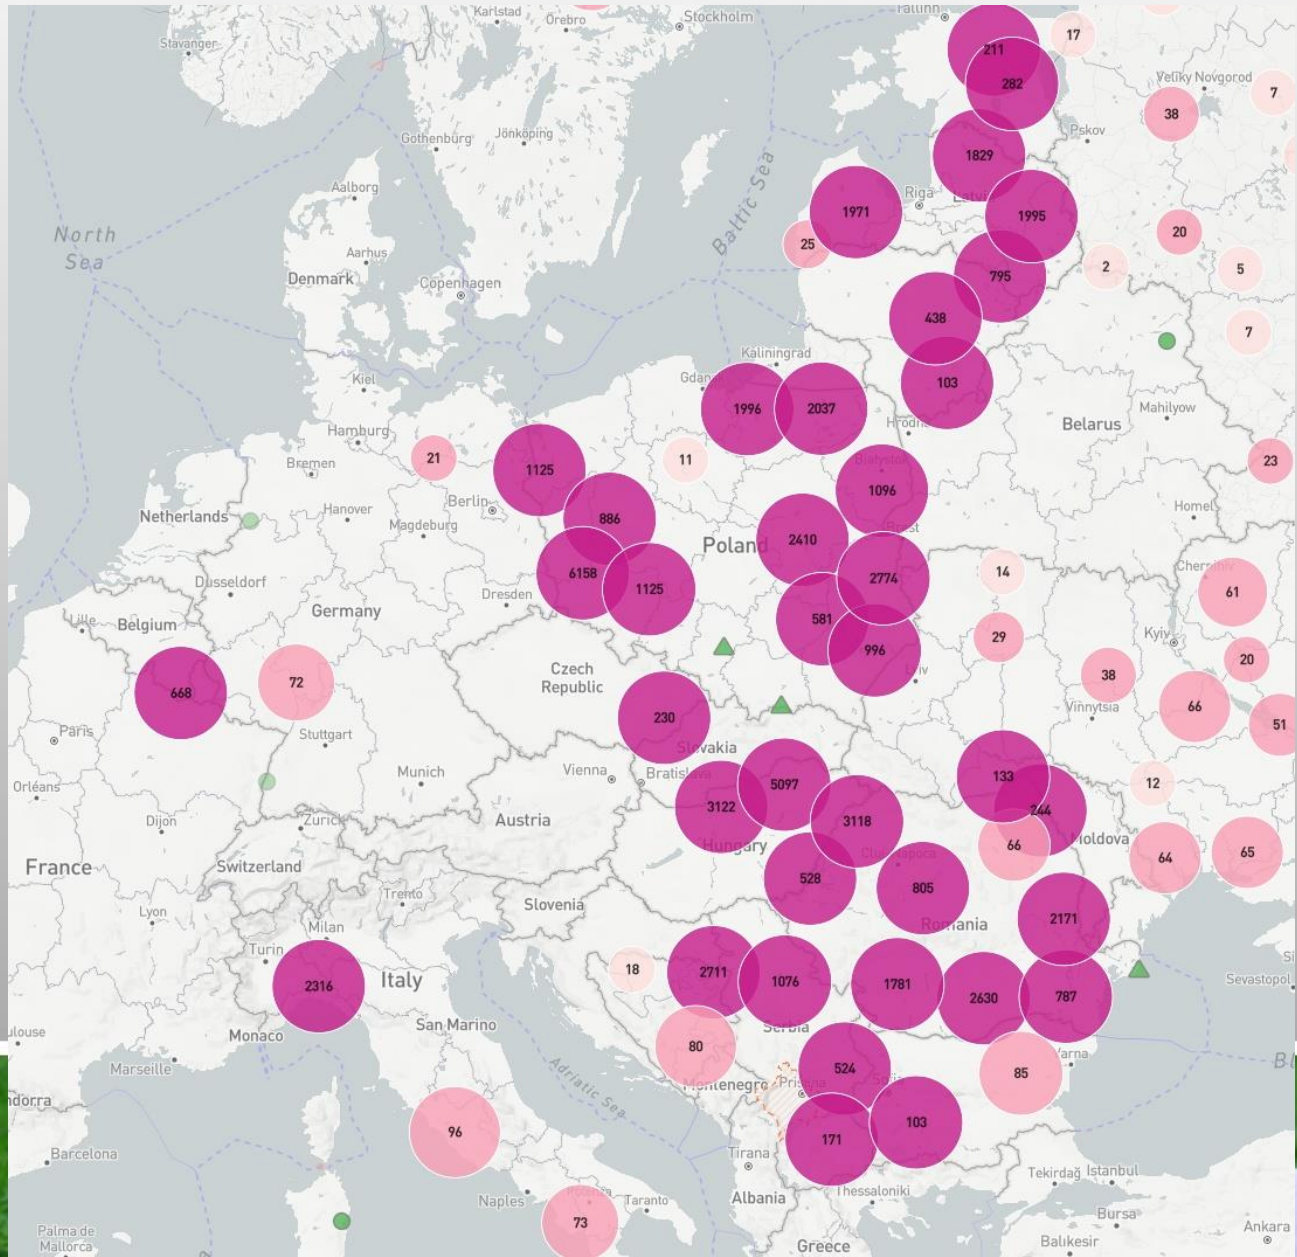 Karlstad
Örebro
Stockholm
Tallinn
Stavanger
211
17
282
Veliky Novgorod
7
38
Gothenburg
Jönköping
Pskov
1829
Aalborg
Baltic Sea
Riga
Latvia
1971
1995
20
North
Sea
25
Aarhus
Denmark
Copenhagen
795
2
5
438
7
Kaliningrad
Kiel
Gdansk
103
1996
2037
Mahilyow
Belarus
Hrodna
Hamburg
21
11
23
Bremen
1125
Bialystok
1096
Berlin
Hanover
Netherlands
886
Homel
Magdeburg
Brest
2410
Poland
14
Chernihiv
6158
2774
Dusseldorf
Dresden
1125
61
Germany
Lille
Belgium
581
29
Kyiv
996
20
Czech
Republic
Lviv
38
72
668
Vinnytsia
66
230
51
Paris
Stuttgart
Slovakia
Vienna
Bratislava
Munich
133
12
Orléans
5097
3122
244
Dijon
Zurich
Austria
3118
Hungary
66
Moldova
64
65
France
Switzerland
Cluj-Napoca
528
805
Trento
Slovenia
Lyon
2171
Romania
Milan
Turin
18
2711
1076
Italy
1781
2316
2630
787
Sevastopol
San Marino
Serbia
Monaco
80
Varna
Marseille
524
85
Adriatic Sea
Montenegro
Pristina
Sofia
96
103
171
Barcelona
Tirana
Tekirdağ
Istanbul
Naples
Potenza
Taranto
Albania
Thessaloniki
73
Bursa
Ankara
Palma de
Mallorca
Greece
Balıkesir